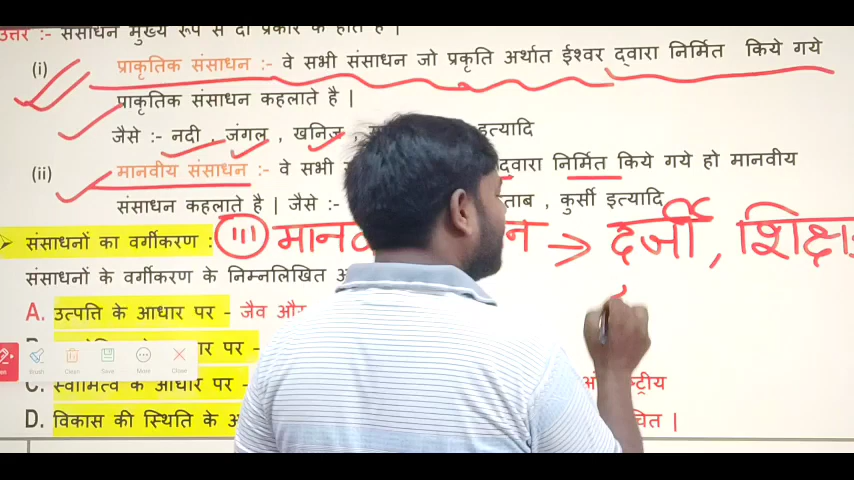 उत्तर :- संसाधन मुख्य रूप से दो प्रकार के होते हैं |
(i) प्राकृतिक संसाधन :- वे सभी संसाधन जो प्रकृति अर्थात ईश्वर द्वारा निर्मित किये गये
प्राकृतिक संसाधन कहलाते है |
जैसे :- नदी , जंगल , खनिज , इत्यादि
(ii) मानवीय संसाधन :- वे सभी द्वारा निर्मित किये गये हो मानवीय
संसाधन कहलाते है | जैसे :- कुर्सी इत्यादि
संसाधनों का वर्गीकरण : (III) → दर्जी , शिक्षक
संसाधनों के वर्गीकरण के निम्नलिखित
A. उत्पत्ति के आधार पर - जैव और
पर -
Brush Clean Save More Close
C. स्वामित्व के आधार पर -
D. विकास की स्थिति के |